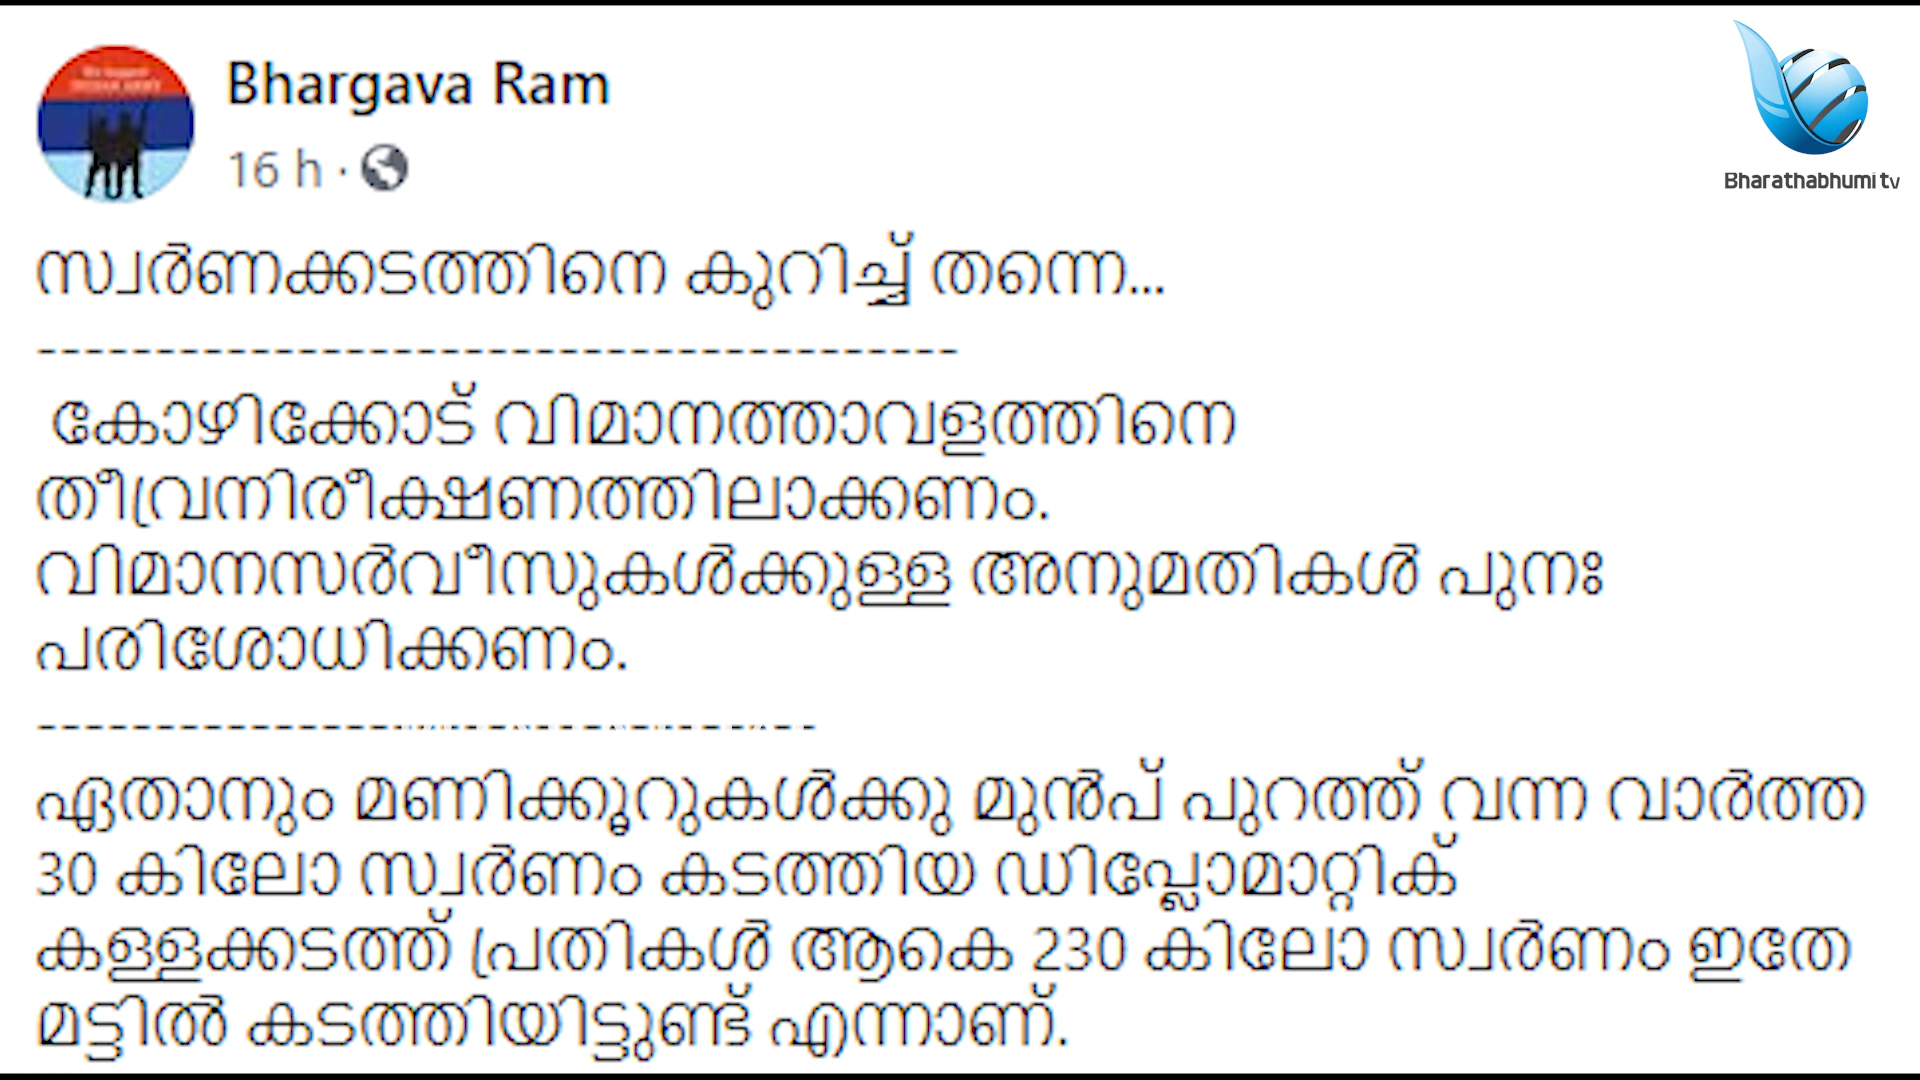 Bhargava Ram
16 h ·
Bharathabhumi tv
സ്വർണക്കടത്തിനെ കുറിച്ച് തന്നെ...
---------------------------------------
കോഴിക്കോട് വിമാനത്താവളത്തിനെ
തീവ്രനിരീക്ഷണത്തിലാക്കണം.
വിമാനസർവീസുകൾക്കുള്ള അനുമതികൾ പുനഃ
പരിശോധിക്കണം.
---------------------------------
ഏതാനും മണിക്കൂറുകൾക്കു മുൻപ് പുറത്ത് വന്ന വാർത്ത
30 കിലോ സ്വർണം കടത്തിയ ഡിപ്ലോമാറ്റിക്
കള്ളക്കടത്ത് പ്രതികൾ ആകെ 230 കിലോ സ്വർണം ഇതേ
മട്ടിൽ കടത്തിയിട്ടുണ്ട് എന്നാണ്.